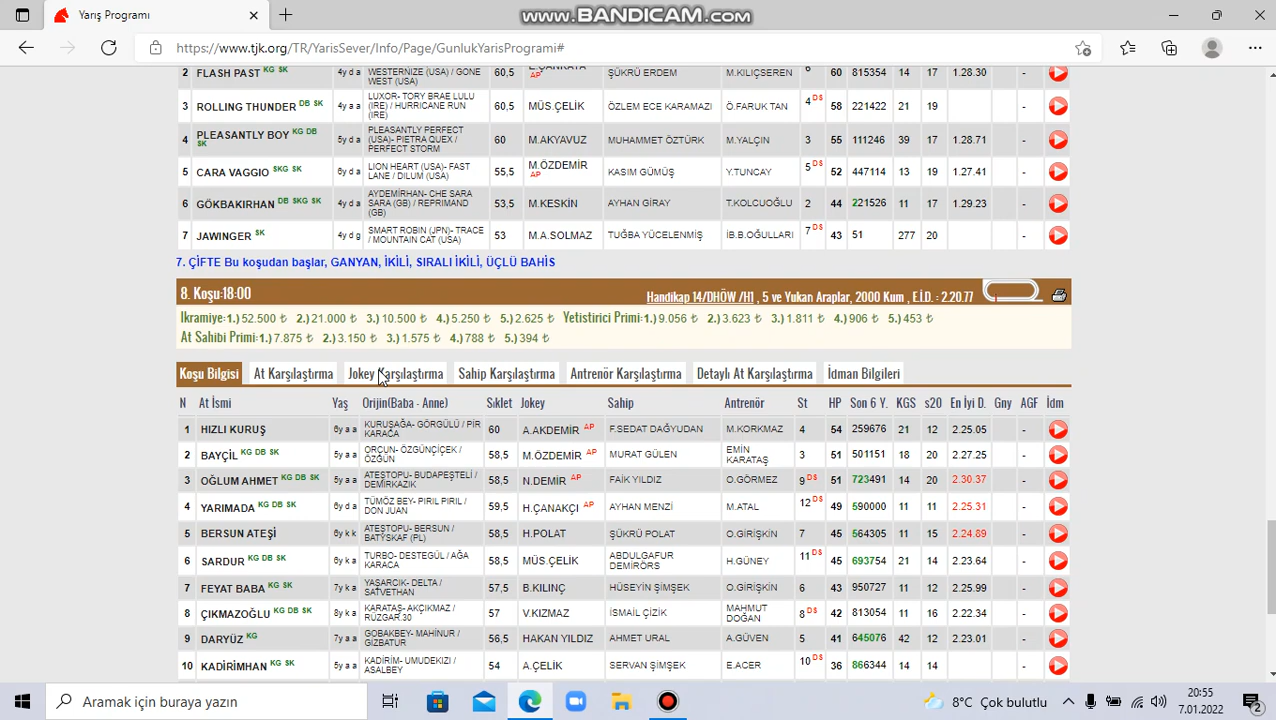 Yarış Programı
www.BANDICAM.com
https://www.tjk.org/TR/YarisSever/Info/Page/GunlukYarisProgrami#
2 FLASH PAST KG SK 4y d a WESTERNIZE (USA) / GONE WEST (USA) 60,5 AP ŞÜKRÜ ERDEM M.KILIÇSEREN 6 60 815354 14 17 1.28.30 -
3 ROLLING THUNDER DB SK 4y a a LUXOR- TORY BRAE LULU (IRE) / HURRICANE RUN (IRE) 60,5 MÜS.ÇELİK ÖZLEM ECE KARAMAZI Ö.FARUK TAN 4 DS 58 221422 21 19 -
4 PLEASANTLY BOY KG DB SK 5y d a PLEASANTLY PERFECT (USA)- PIETRA QUEX / PERFECT STORM 60 M.AKYAVUZ MUHAMMET ÖZTÜRK M.YALÇIN 3 55 111246 39 17 1.28.71 -
5 CARA VAGGIO SKG SK 6y d a LION HEART (USA)- FAST LANE / DILUM (USA) 55,5 M.ÖZDEMİR AP KASIM GÜMÜŞ Y.TUNCAY 5 DS 52 447114 13 19 1.27.41 -
6 GÖKBAKIRHAN DB SKG SK 4y d a AYDEMİRHAN- CHE SARA SARA (GB) / REPRIMAND (GB) 53,5 M.KESKİN AYHAN GİRAY T.KOLCUOĞLU 2 44 221526 11 17 1.29.23 -
7 JAWINGER SK 4y d g SMART ROBIN (JPN)- TRACE / MOUNTAIN CAT (USA) 53 M.A.SOLMAZ TUĞBA YÜCELENMİŞ İB.B.OĞULLARI 7 DS 43 51 277 20 -
7. ÇİFTE Bu koşudan başlar, GANYAN, İKİLİ, SIRALI İKİLİ, ÜÇLÜ BAHİS
8. Koşu:18:00 Handikap 14/DHÖW /H1 , 5 ve Yukarı Araplar, 2000 Kum , E.İ.D. : 2.20.77
İkramiye:1.)52.500 ₺ 2.)21.000 ₺ 3.)10.500 ₺ 4.)5.250 ₺ 5.)2.625 ₺ Yetistirici Primi:1.)9.056 ₺ 2.)3.623 ₺ 3.)1.811 ₺ 4.)906 ₺ 5.)453 ₺
At Sahibi Primi:1.)7.875 ₺ 2.)3.150 ₺ 3.)1.575 ₺ 4.)788 ₺ 5.)394 ₺
Koşu Bilgisi At Karşılaştırma Jokey Karşılaştırma Sahip Karşılaştırma Antrenör Karşılaştırma Detaylı At Karşılaştırma İdman Bilgileri
N At İsmi Yaş Orijin(Baba - Anne) Sıklet Jokey Sahip Antrenör St HP Son 6 Y. KGS s20 En İyi D. Gny AGF İdm
1 HIZLI KURUŞ 6y a a KURUŞAĞA- GÖRGÜLÜ / PİR KARACA 60 A.AKDEMİR AP F.SEDAT DAĞYUDAN M.KORKMAZ 4 54 259676 21 12 2.25.05 -
2 BAYÇİL KG DB SK 5y a a ORÇUN- ÖZGÜNÇİÇEK / ÖZGÜN 58,5 M.ÖZDEMİR AP MURAT GÜLEN EMİN KARATAŞ 3 51 501151 18 20 2.27.25 -
3 OĞLUM AHMET KG DB SK 5y a a ATEŞTOPU- BUDAPEŞTELİ / DEMİRKAZIK 58,5 N.DEMİR AP FAİK YILDIZ O.GÖRMEZ 9 DS 51 723491 14 20 2.30.37 -
4 YARIMADA KG DB SK 6y d a TÜMÖZ BEY- PIRIL PIRIL / DON JUAN 59,5 H.ÇANAKÇI AP AYHAN MENZİ M.ATAL 12 DS 49 590000 11 11 2.25.31 -
5 BERSUN ATEŞİ 6y k k ATEŞTOPU- BERSUN / BATYSKAF (PL) 58,5 H.POLAT ŞÜKRÜ POLAT O.GİRİŞKİN 7 45 564305 11 15 2.24.89 -
6 SARDUR KG DB SK 5y a a TURBO- DESTEGÜL / AĞA KARACA 58,5 MÜS.ÇELİK ABDULGAFUR DEMİRÖRS H.GÜNEY 11 DS 45 693754 21 14 2.23.64 -
7 FEYAT BABA KG SK 7y k a YAŞARCIK- DELTA / SATVETHAN 57,5 B.KILINÇ HÜSEYİN ŞİMŞEK O.GİRİŞKİN 6 43 950727 11 12 2.25.99 -
8 ÇIKMAZOĞLU KG DB SK 8y k a KARATAŞ- AKÇIKMAZ / RÜZGAR.30 57 V.KIZMAZ İSMAİL ÇİZİK MAHMUT DOĞAN 8 DS 42 813054 11 16 2.22.34 -
9 DARYÜZ KG 7y a a GOBAKBEY- MAHİNUR / GİZBATUR 56,5 HAKAN YILDIZ AHMET URAL A.GÜVEN 5 41 645076 42 12 2.23.01 -
10 KADİRİMHAN KG SK 5y a a KADİRİM- UMUDEKIZI / ASALBEY 54 A.ÇELİK SERVAN ŞİMŞEK E.ACER 10 DS 36 866344 14 14 -
Aramak için buraya yazın
8°C Çok bulutlu
20:55
7.01.2022
2